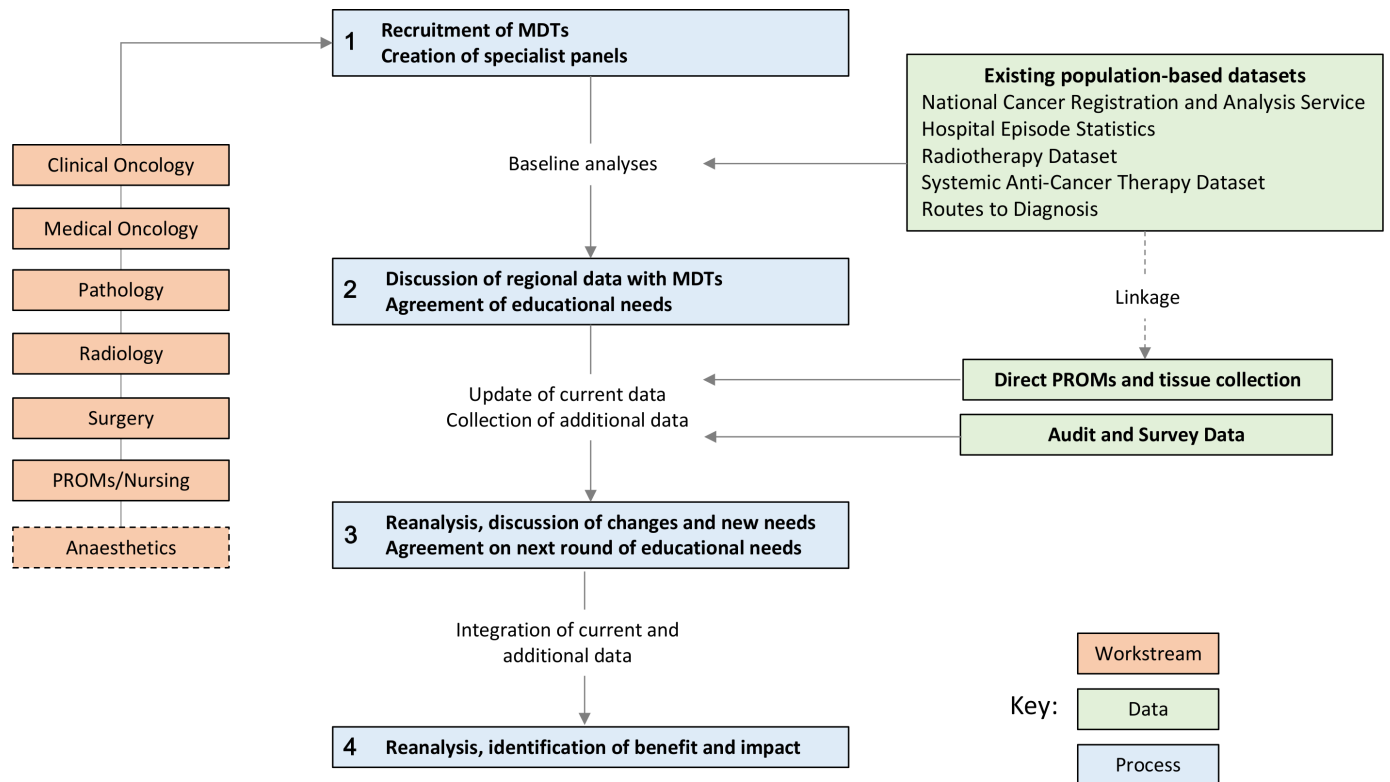 1
Recruitment of MDTs
Creation of specialist panels
Existing population-based datasets
National Cancer Registration and Analysis Service
Hospital Episode Statistics
Radiotherapy Dataset
Systemic Anti-Cancer Therapy Dataset
Routes to Diagnosis
Clinical Oncology
Medical Oncology
Pathology
Radiology
Surgery
PROMs/Nursing
Anaesthetics
Baseline analyses
2
Discussion of regional data with MDTs
Agreement of educational needs
Linkage
Update of current data
Collection of additional data
Direct PROMs and tissue collection
Audit and Survey Data
3
Reanalysis, discussion of changes and new needs
Agreement on next round of educational needs
Integration of current and
additional data
4
Reanalysis, identification of benefit and impact
Key:
Workstream
Data
Process